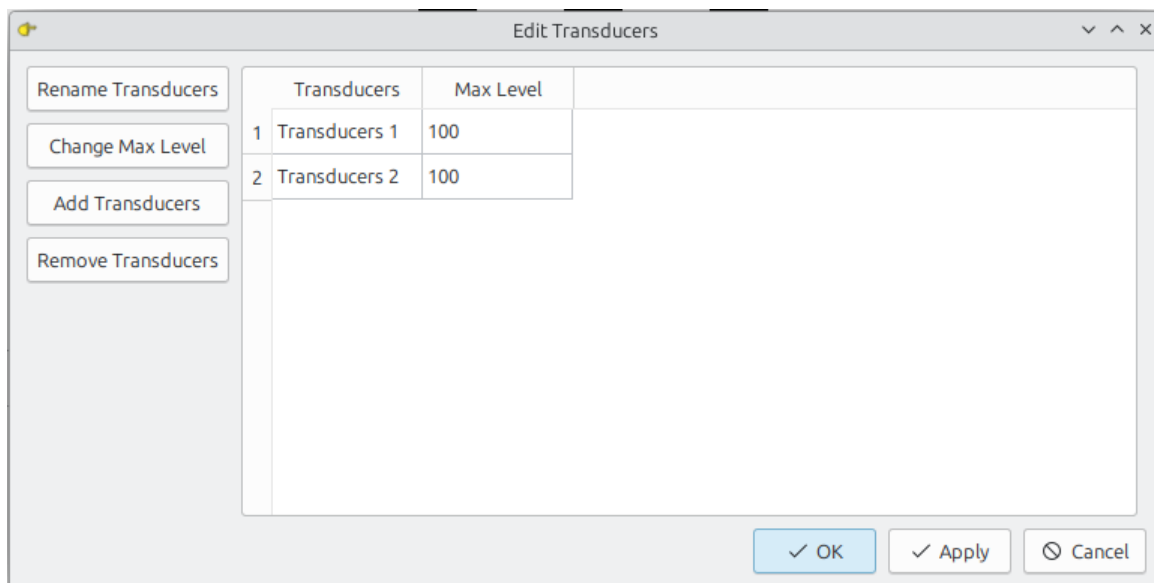 Edit Transducers
Rename Transducers
Change Max Level
Add Transducers
Remove Transducers
Transducers Max Level
1 Transducers 1 100
2 Transducers 2 100
OK Apply Cancel